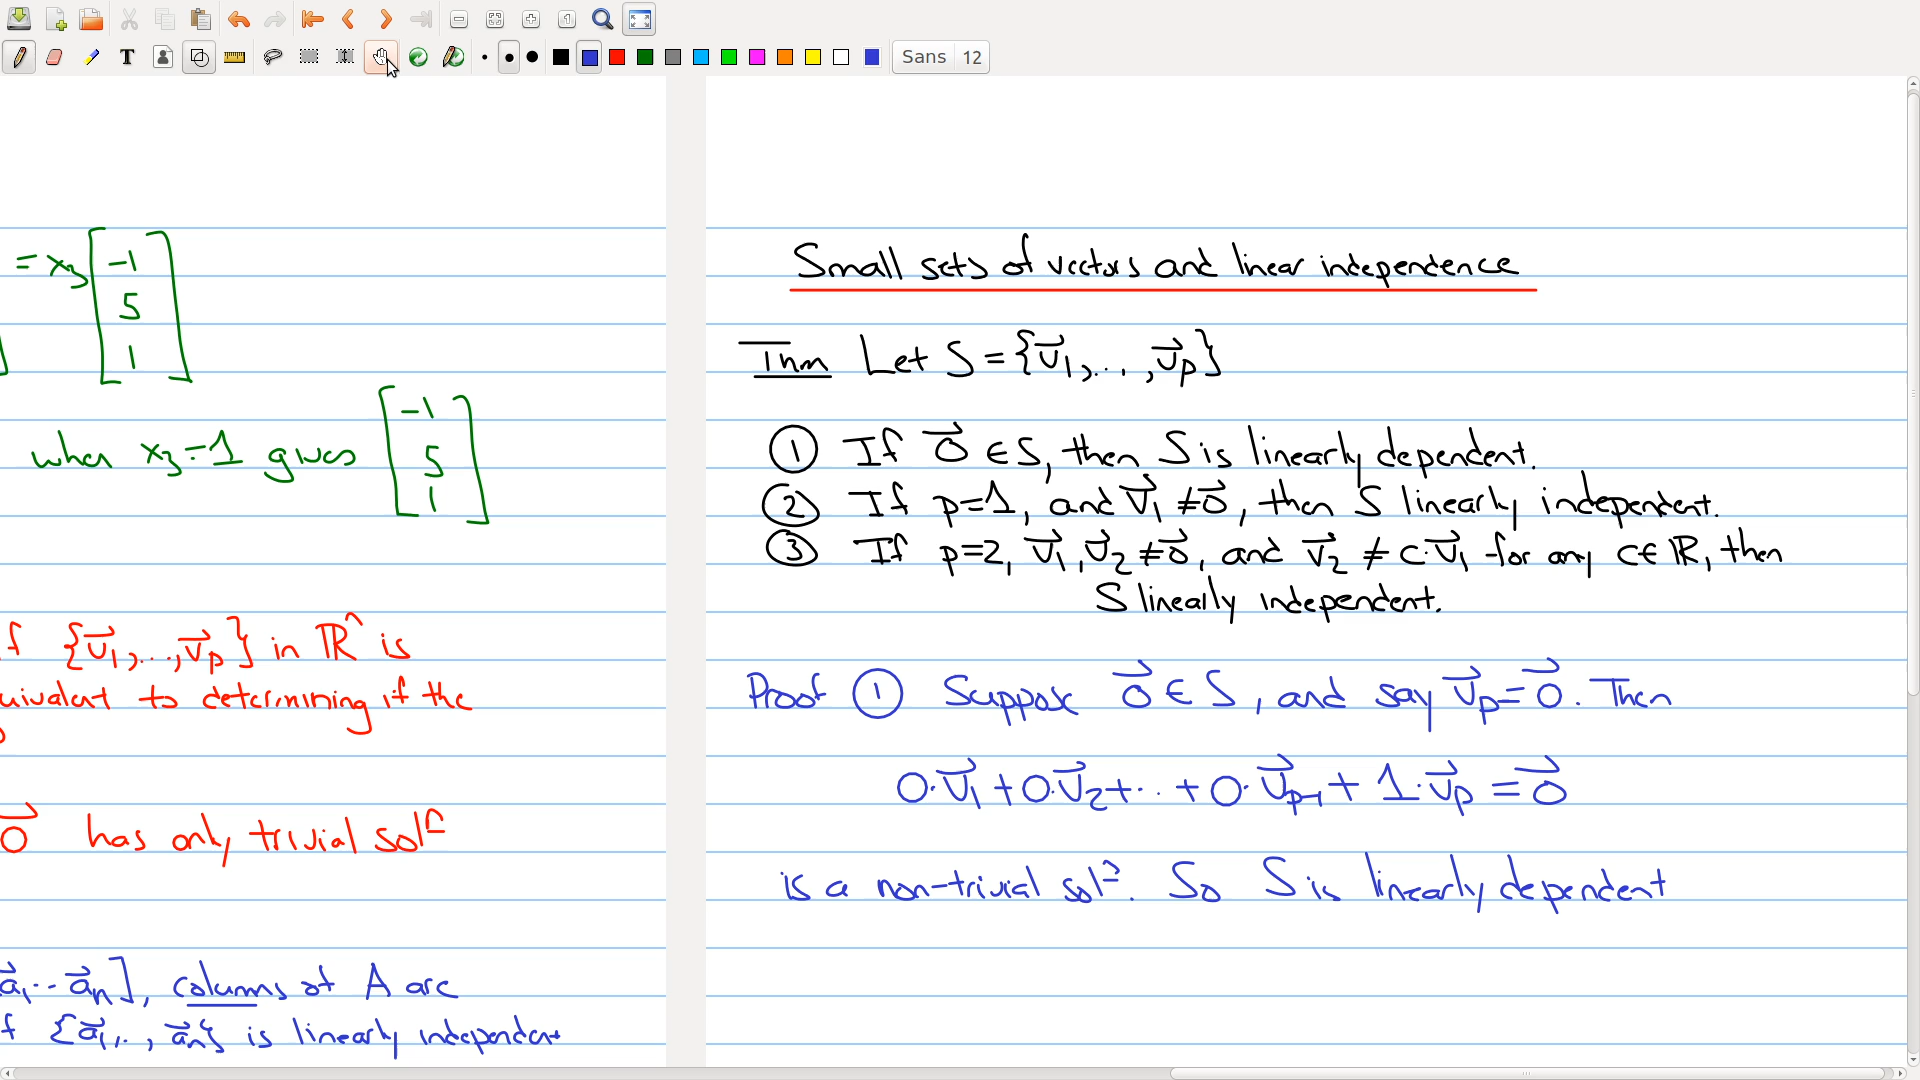 Sans 12
= x₃ [ -1
5
1 ]
when x₃=1 gives [ -1
5
1 ]
f {v⃗₁, ..., v⃗ₚ} in ℝⁿ is
uivalent to determining if the
0⃗ has only trivial solⁿ
a⃗₁ .. a⃗ₙ], columns of A are
f {a⃗₁, .., a⃗ₙ} is linearly independent
Small sets of vectors and linear independence
Thm Let S = {v⃗₁, ..., v⃗ₚ}
① If 0⃗ ∈ S, then S is linearly dependent.
② If p=1, and v⃗₁ ≠ 0⃗, then S linearly independent.
③ If p=2, v⃗₁, v⃗₂ ≠ 0⃗, and v⃗₂ ≠ c·v⃗₁ for any c∈ℝ, then
S linearly independent.
Proof ① Suppose 0⃗ ∈ S, and say v⃗ₚ = 0⃗. Then
0·v⃗₁ + 0·v⃗₂ + ... + 0·v⃗ₚ₋₁ + 1·v⃗ₚ = 0⃗
is a non-trivial solⁿ. So S is linearly dependent